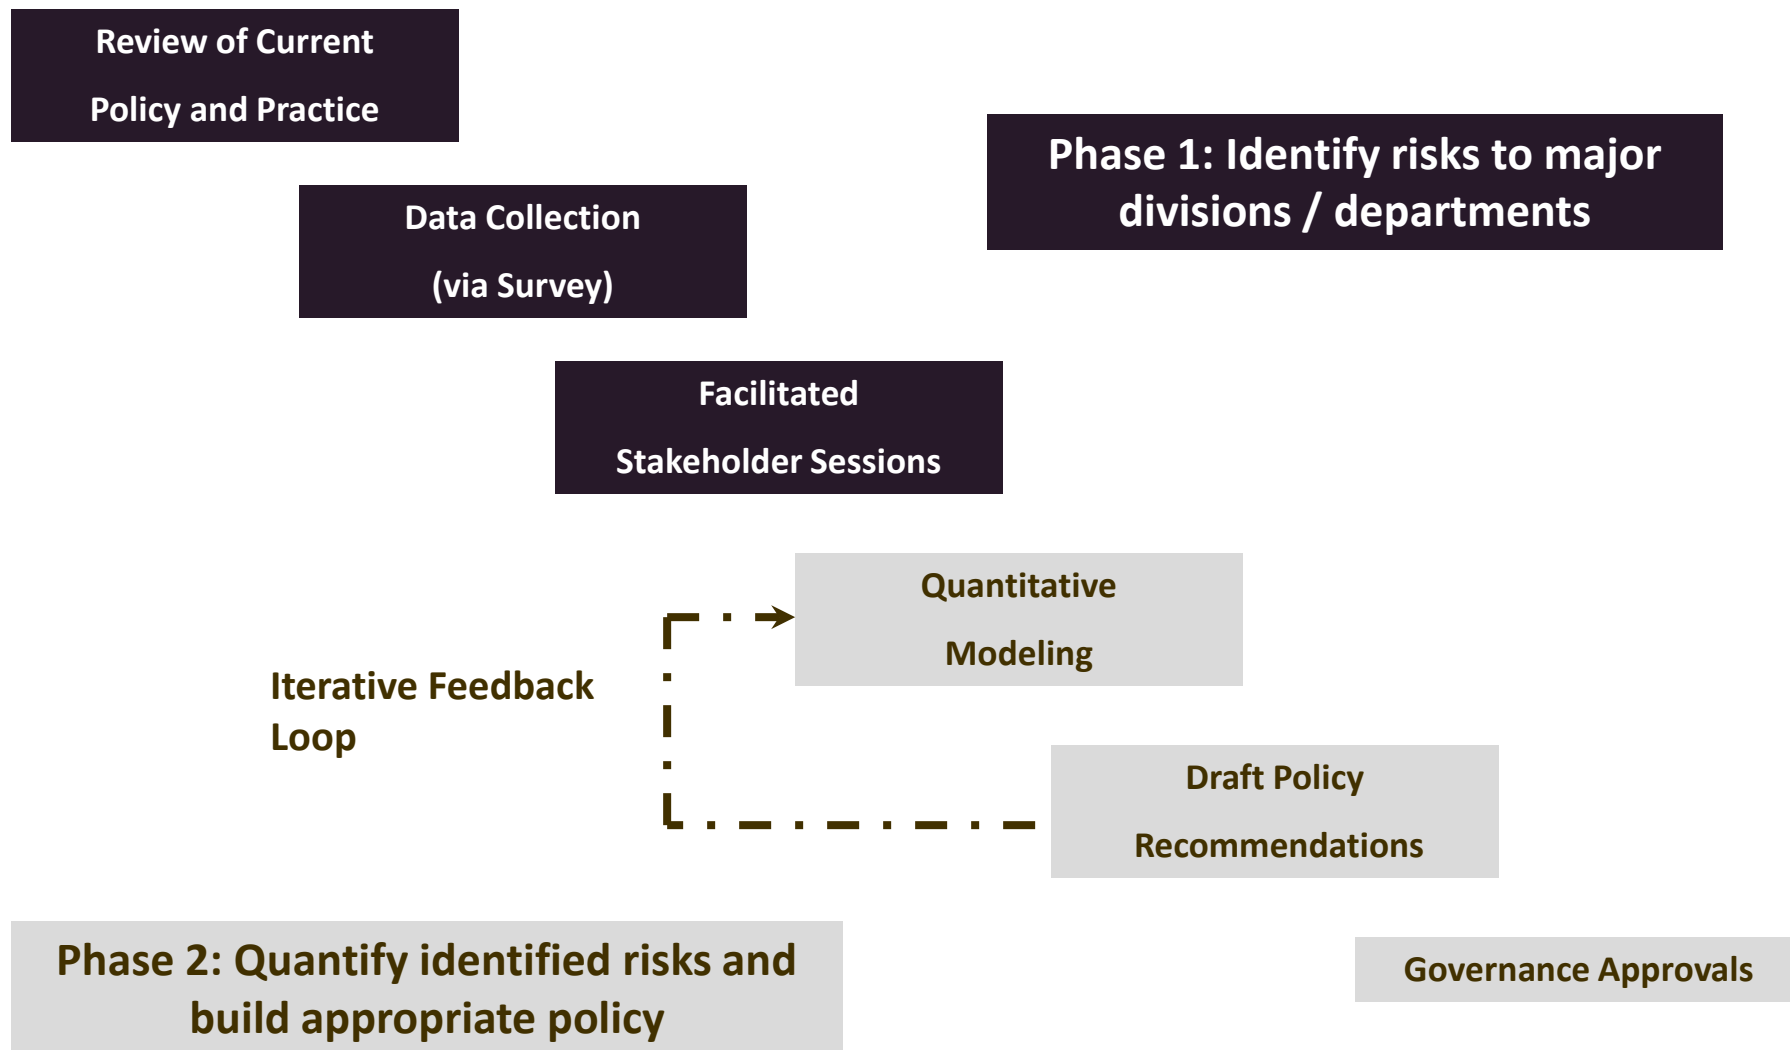 Review of Current
Policy and Practice
Phase 1: Identify risks to major
divisions / departments
Data Collection
(via Survey)
Facilitated
Stakeholder Sessions
Quantitative
Modeling
Iterative Feedback
Loop
Draft Policy
Recommendations
Phase 2: Quantify identified risks and
build appropriate policy
Governance Approvals